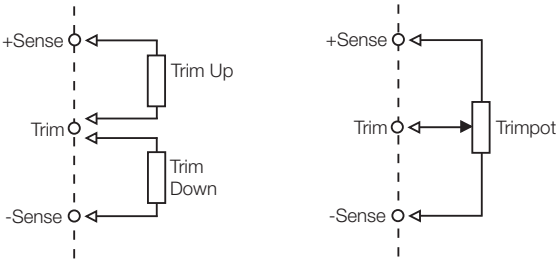 +Sense
Trim Up
Trim
Trim
Down
-Sense
+Sense
Trim
Trimpot
-Sense